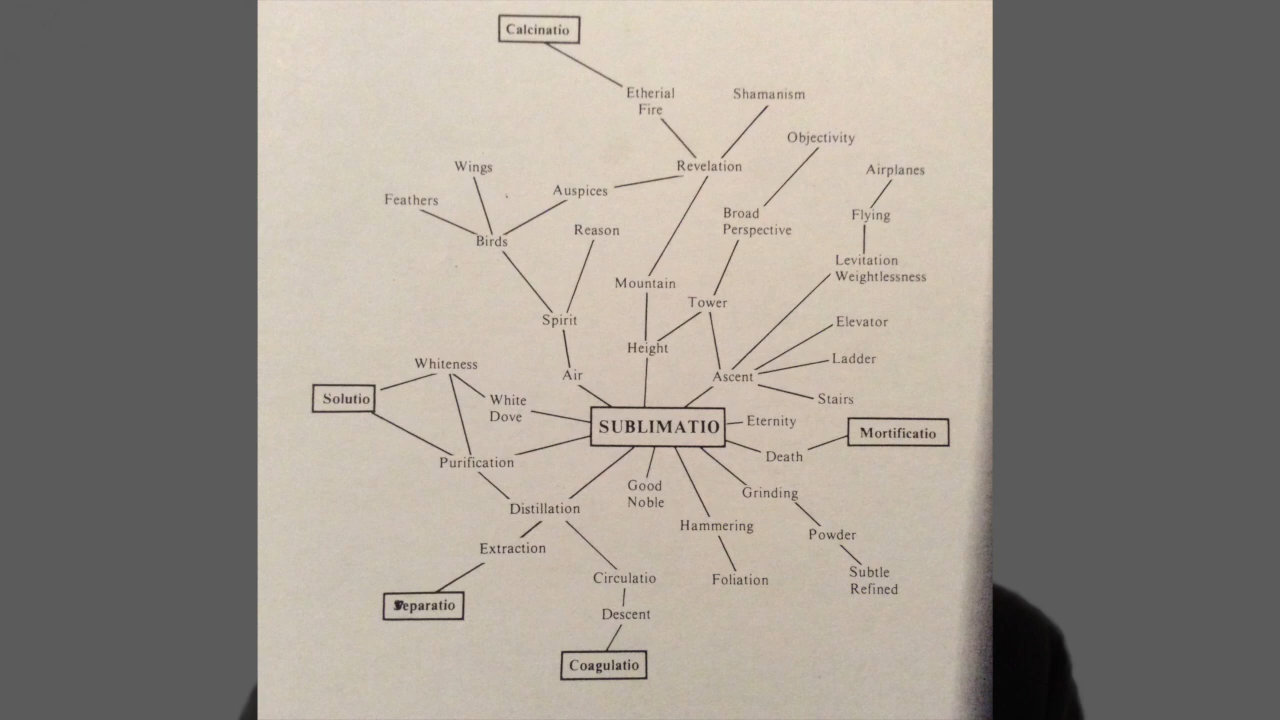 Calcinatio
Etherial
Fire
Shamanism
Objectivity
Wings
Revelation
Airplanes
Auspices
Feathers
Broad
Perspective
Flying
Reason
Birds
Levitation
Weightlessness
Mountain
Tower
Spirit
Elevator
Height
Ladder
Whiteness
Air
Ascent
Solutio
White
Dove
Stairs
SUBLIMATIO
Eternity
Mortificatio
Purification
Death
Good
Noble
Grinding
Distillation
Hammering
Powder
Extraction
Circulatio
Foliation
Subtle
Refined
Separatio
Descent
Coagulatio